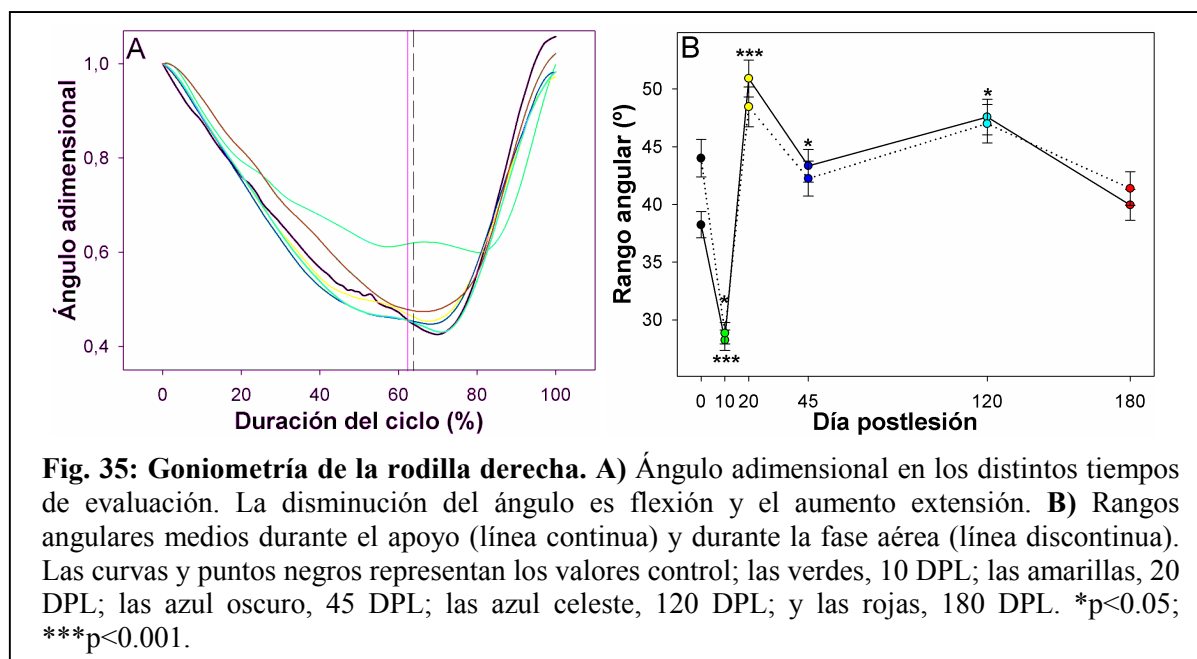 A
1,0
0,8
0,6
0,4
Ángulo adimensional
0 20 40 60 80 100
Duración del ciclo (%)
B
50
45
40
35
30
Rango angular (º)
***
*
***
*
*
0 10 20 45 120 180
Día postlesión
Fig. 35: Goniometría de la rodilla derecha. A) Ángulo adimensional en los distintos tiempos
de evaluación. La disminución del ángulo es flexión y el aumento extensión. B) Rangos
angulares medios durante el apoyo (línea continua) y durante la fase aérea (línea discontinua).
Las curvas y puntos negros representan los valores control; las verdes, 10 DPL; las amarillas, 20
DPL; las azul oscuro, 45 DPL; las azul celeste, 120 DPL; y las rojas, 180 DPL. *p<0.05;
***p<0.001.